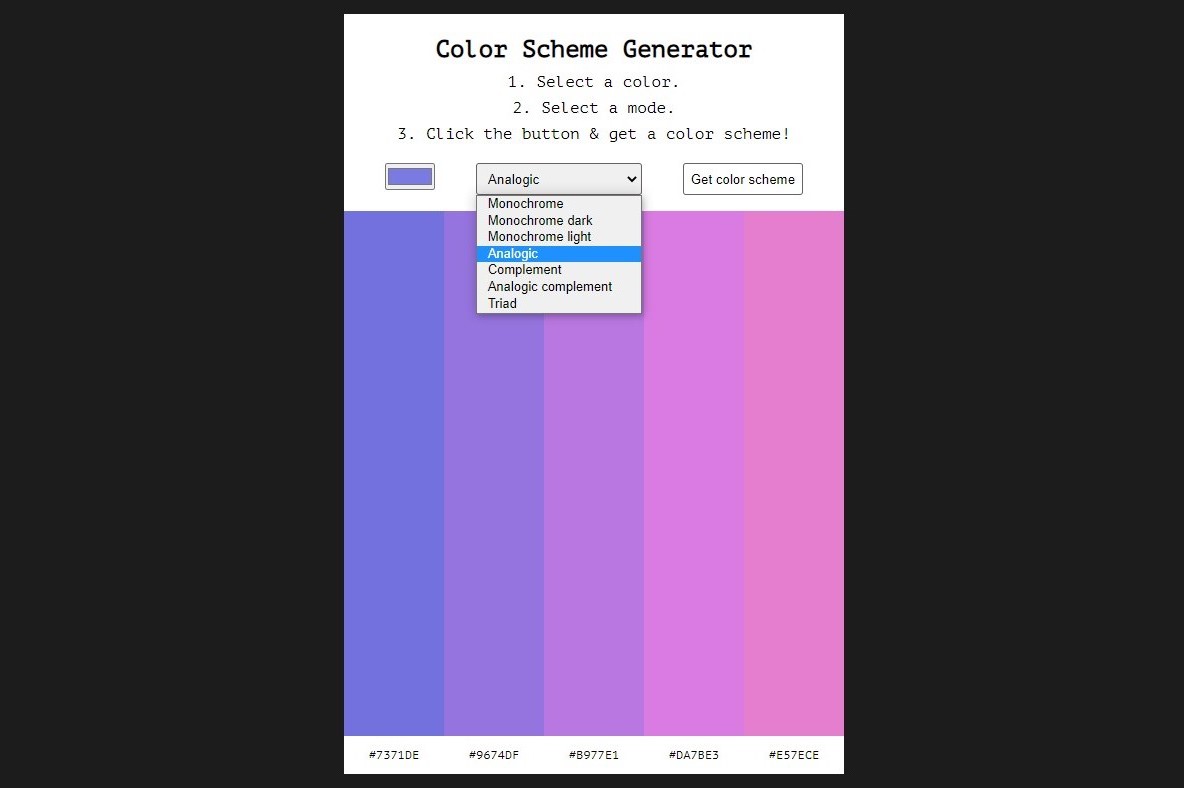 Color Scheme Generator
1. Select a color.
2. Select a mode.
3. Click the button & get a color scheme!
Analogic
Get color scheme
Monochrome
Monochrome dark
Monochrome light
Analogic
Complement
Analogic complement
Triad
#7371DE #9674DF #B977E1 #DA7BE3 #E57ECE